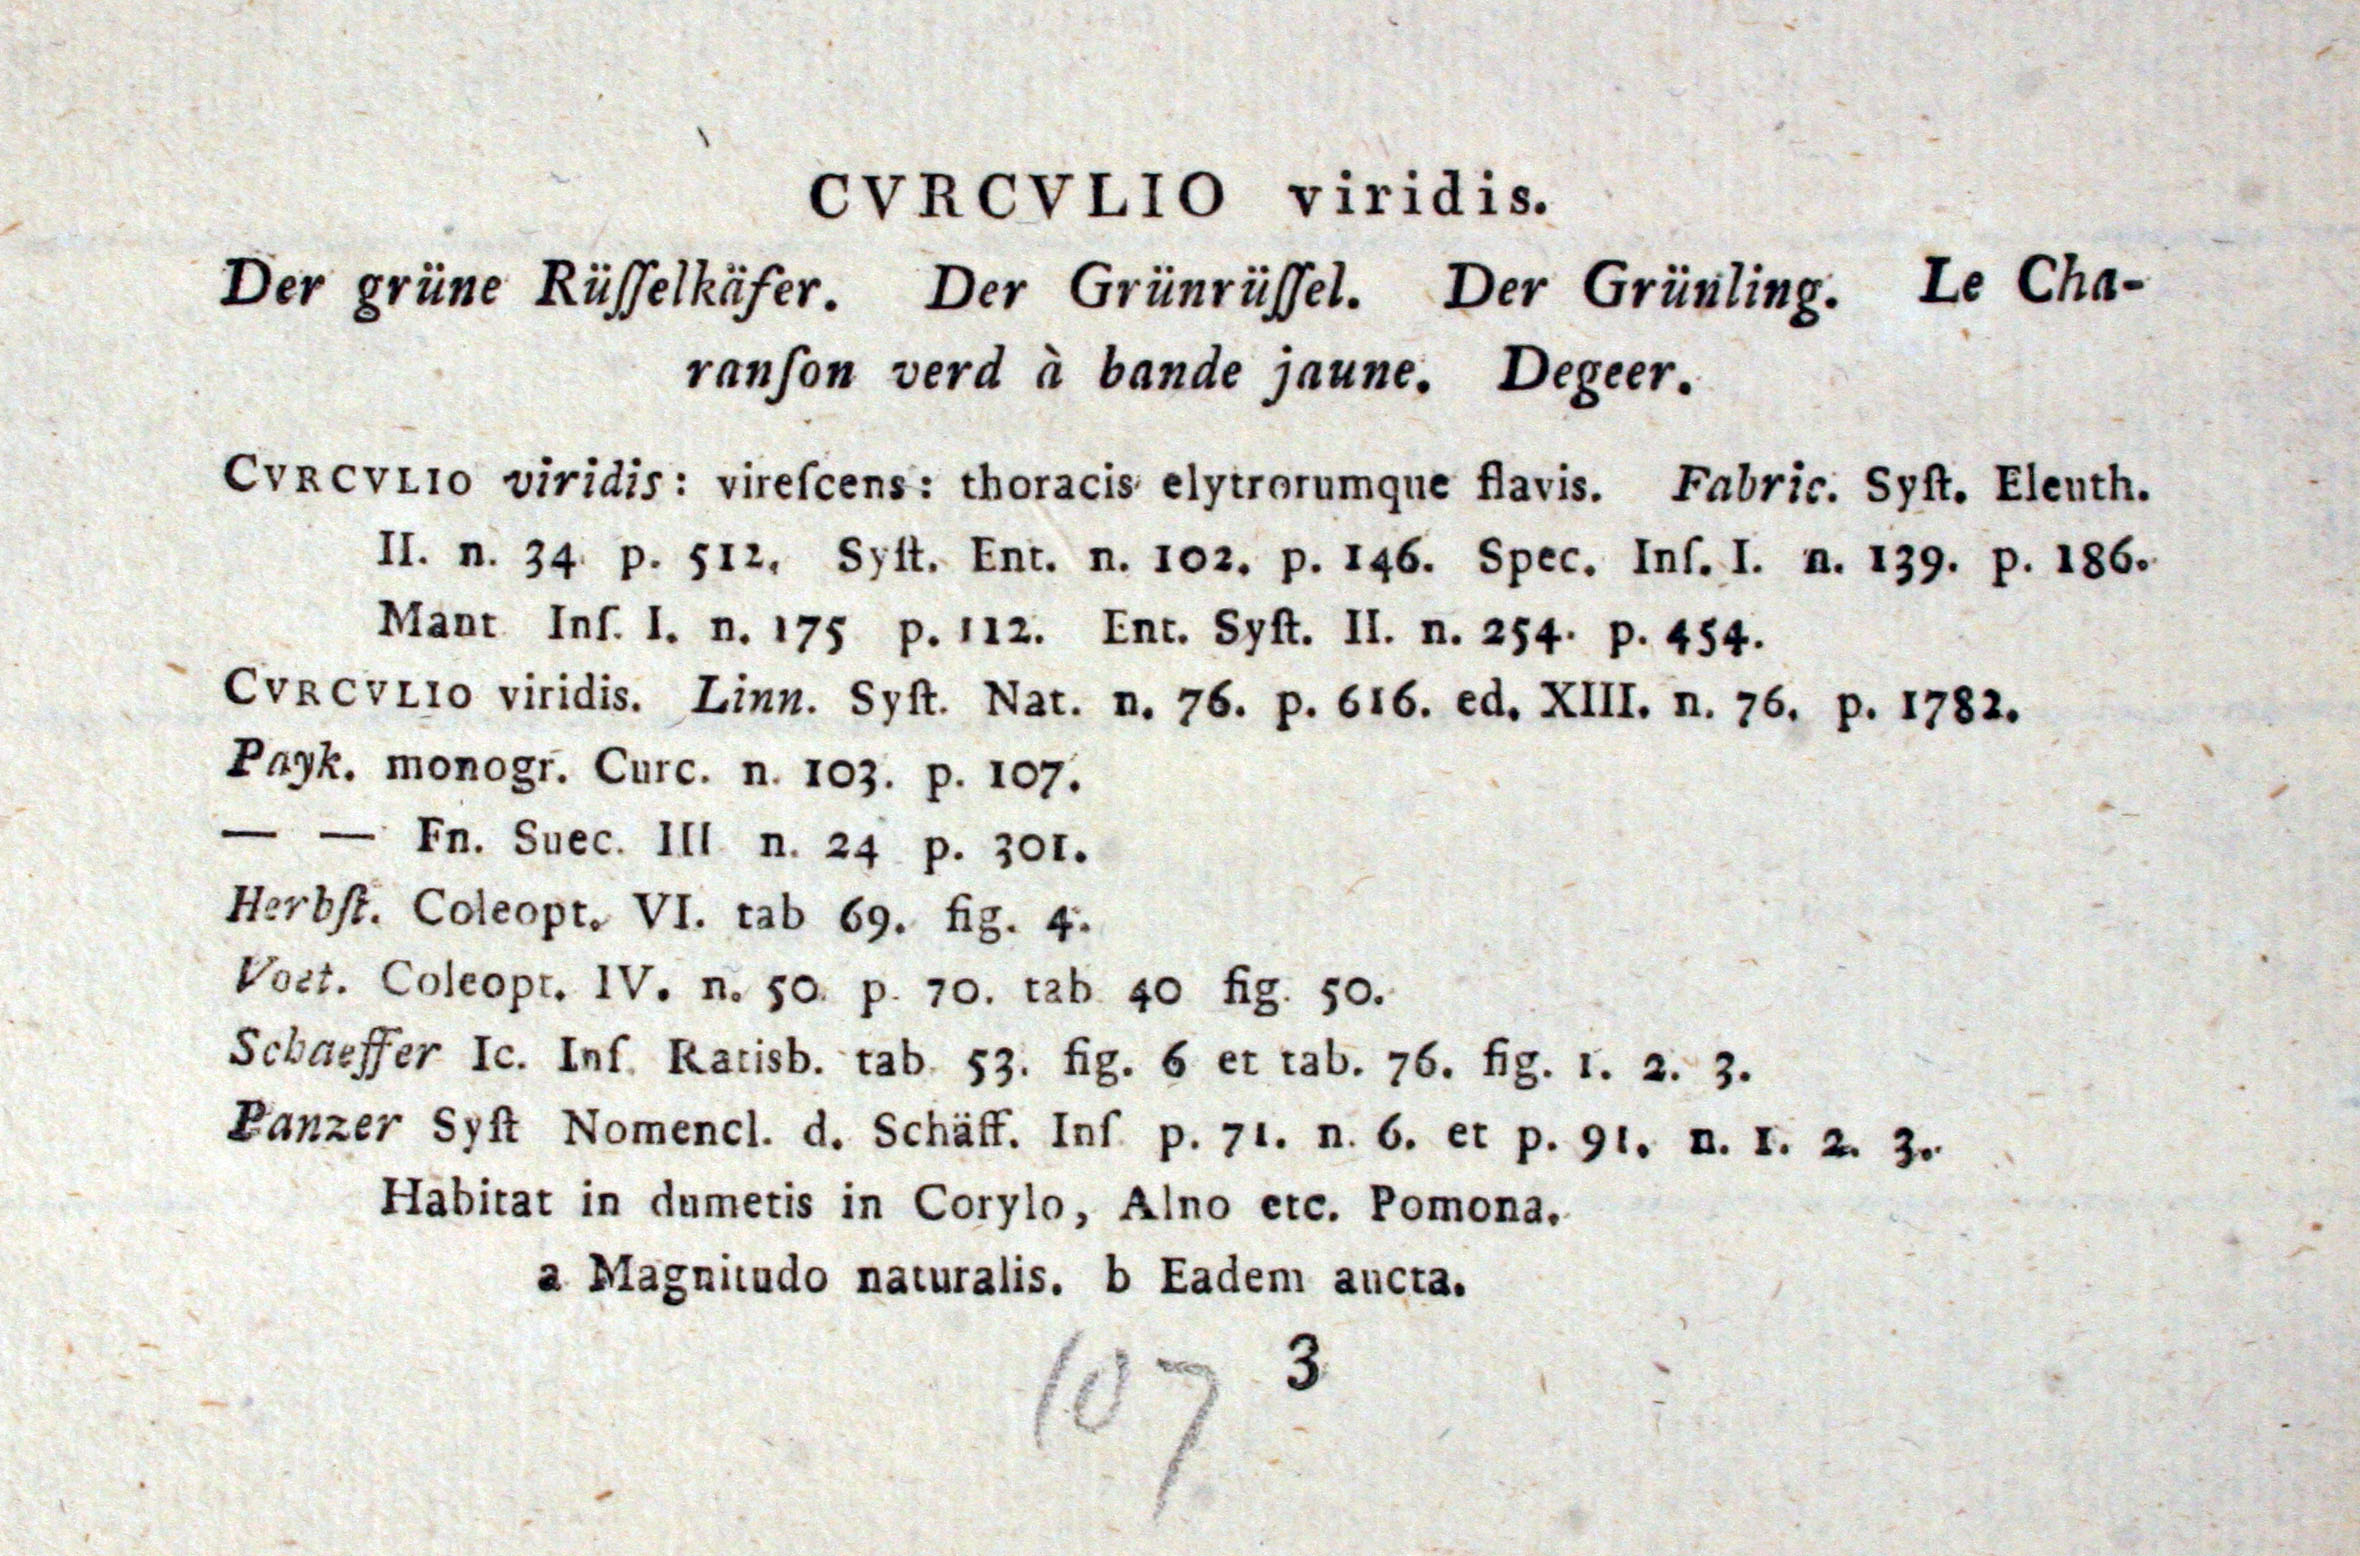 CVRCVLIO viridis.
Der grüne Rüſſelkäfer. Der Grünrüſſel. Der Grünling. Le Cha-
ranſon verd à bande jaune. Degeer.
CVRCVLIO viridis: vireſcens: thoracis elytrorumque flavis. Fabric. Syſt. Eleuth.
II. n. 34 p. 512. Syſt. Ent. n. 102. p. 146. Spec. Inſ. I. n. 139. p. 186.
Mant Inſ. I. n. 175 p. 112. Ent. Syſt. II. n. 254. p. 454.
CVRCVLIO viridis. Linn. Syſt. Nat. n. 76. p. 616. ed. XIII. n. 76. p. 1782.
Payk. monogr. Curc. n. 103. p. 107.
— — Fn. Suec. III n. 24 p. 301.
Herbſt. Coleopt. VI. tab 69. fig. 4.
Voet. Coleopt. IV. n. 50. p. 70. tab 40 fig. 50.
Schaeffer Ic. Inſ. Ratisb. tab. 53. fig. 6 et tab. 76. fig. 1. 2. 3.
Panzer Syſt Nomencl. d. Schäff. Inſ p. 71. n. 6. et p. 91. n. 1. 2. 3.
Habitat in dumetis in Corylo, Alno etc. Pomona.
a Magnitudo naturalis. b Eadem aucta.
3
107